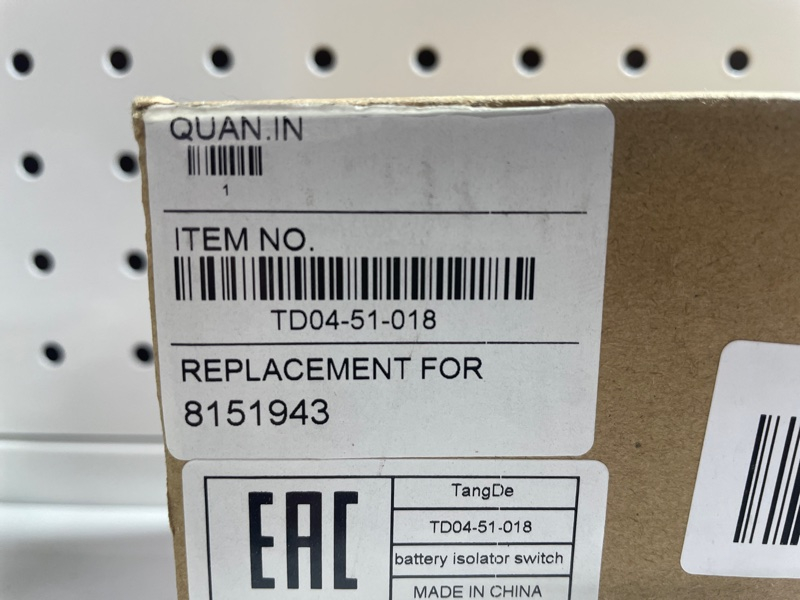 QUAN.IN
1
ITEM NO.
TD04-51-018
REPLACEMENT FOR
8151943
EAC
TangDe
TD04-51-018
battery isolator switch
MADE IN CHINA